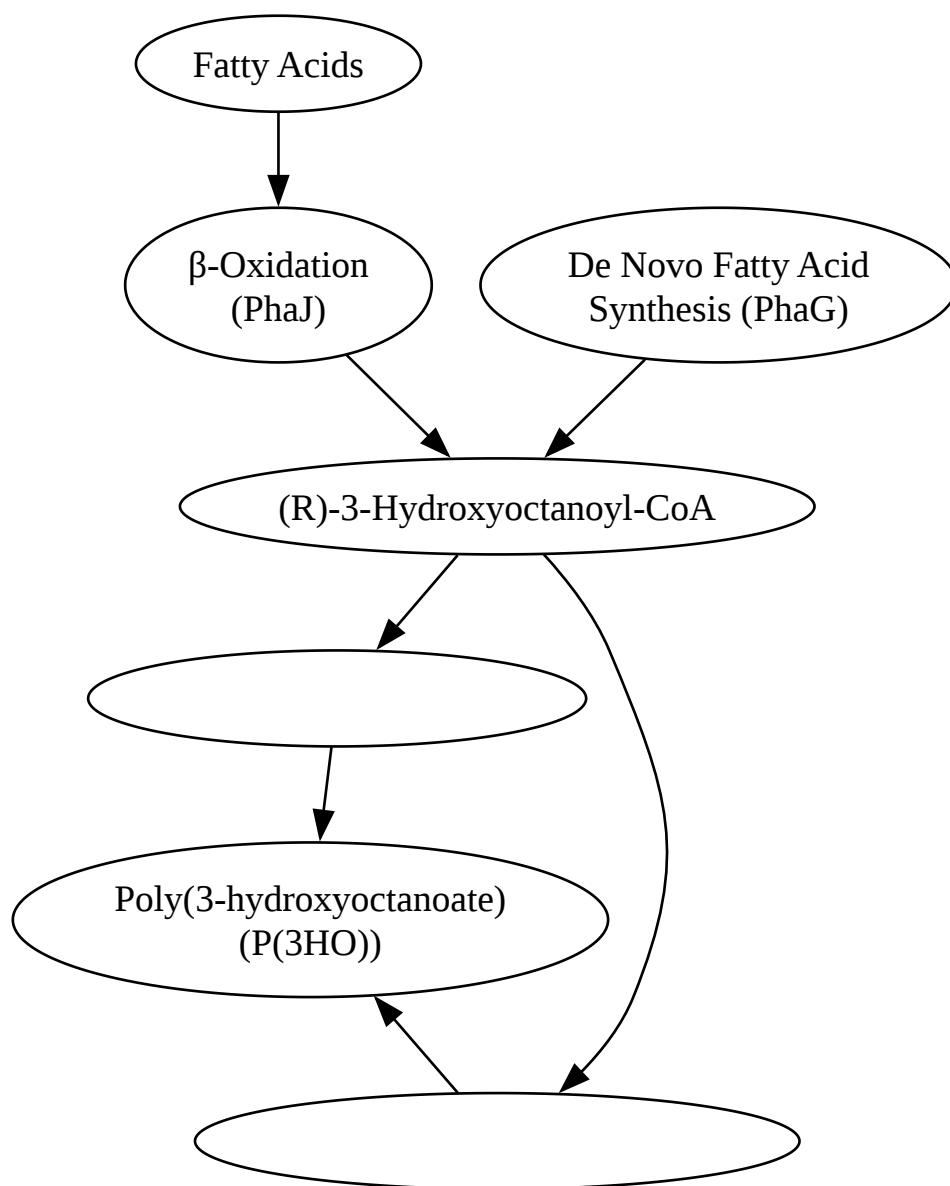 Fatty Acids
β-Oxidation
(PhaJ)
De Novo Fatty Acid
Synthesis (PhaG)
(R)-3-Hydroxyoctanoyl-CoA
Poly(3-hydroxyoctanoate)
(P(3HO))